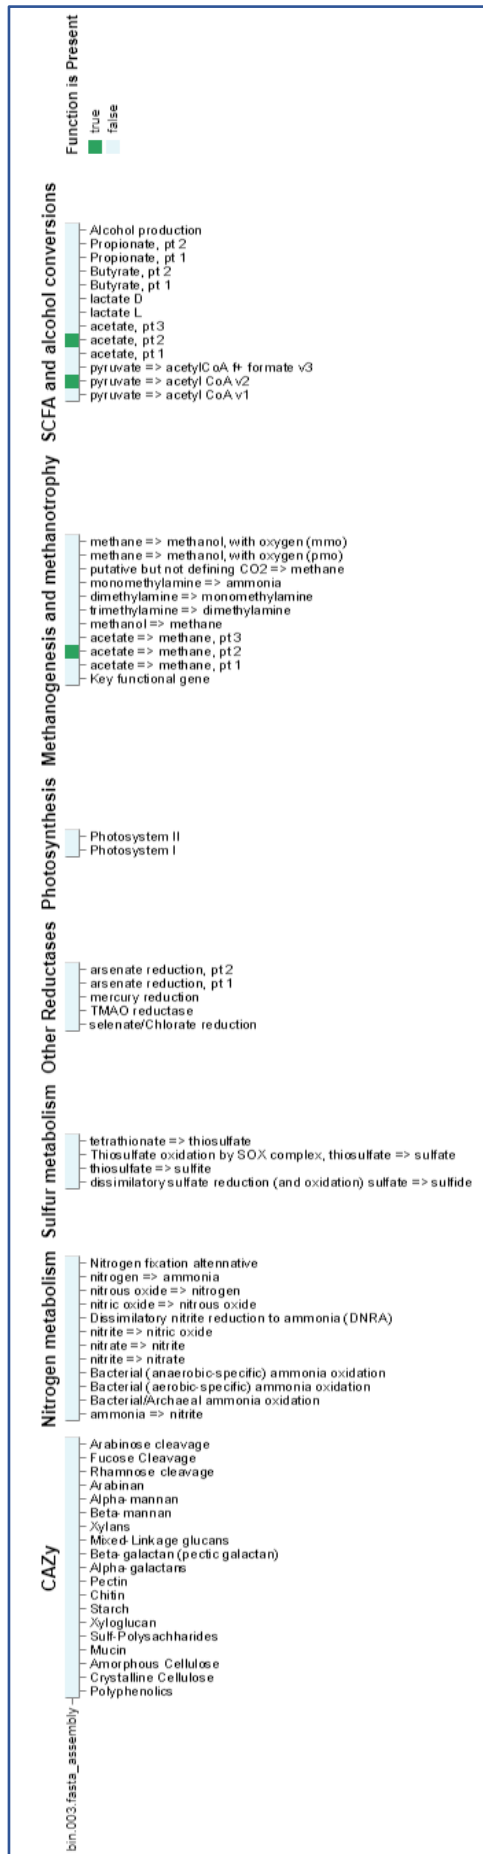 Function is Present
true
false
SCFA and alcohol conversions
Alcohol production
Propionate, pt 2
Propionate, pt 1
Butyrate, pt 2
Butyrate, pt 1
lactate D
lactate L
acetate, pt 3
acetate, pt 2
acetate, pt 1
pyruvate => acetylCoA f+ formate v3
pyruvate => acetyl CoA v2
pyruvate => acetyl CoA v1
Methanogenesis and methanotrophy
methane => methanol, with oxygen (mmo)
methane => methanol, with oxygen (pmo)
putative but not defining CO2 => methane
monomethylamine => ammonia
dimethylamine => monomethylamine
trimethylamine => dimethylamine
methanol => methane
acetate => methane, pt 3
acetate => methane, pt 2
acetate => methane, pt 1
Key functional gene
Photosynthesis
Photosystem II
Photosystem I
Other Reductases
arsenate reduction, pt 2
arsenate reduction, pt 1
mercury reduction
TMAO reductase
selenate/Chlorate reduction
Sulfur metabolism
tetrathionate => thiosulfate
Thiosulfate oxidation by SOX complex, thiosulfate => sulfate
thiosulfate => sulfite
dissimilatory sulfate reduction (and oxidation) sulfate => sulfide
Nitrogen metabolism
Nitrogen fixation altennative
nitrogen => ammonia
nitrous oxide => nitrogen
nitric oxide => nitrous oxide
Dissimilatory nitrite reduction to ammonia (DNRA)
nitrite => nitric oxide
nitrate => nitrite
nitrite => nitrate
Bacterial (anaerobic-specific) ammonia oxidation
Bacterial (aerobic-specific) ammonia oxidation
Bacterial/Archaeal ammonia oxidation
ammonia => nitrite
CAZy
Arabinose cleavage
Fucose Cleavage
Rhamnose cleavage
Arabinan
Alpha-mannan
Beta-mannan
Xylans
Mixed-Linkage glucans
Beta-galactan (pectic galactan)
Alpha-galactans
Pectin
Chitin
Starch
Xyloglucan
Sulf-Polysachharides
Mucin
Amorphous Cellulose
Crystalline Cellulose
Polyphenolics
bin.003.fasta_assembly